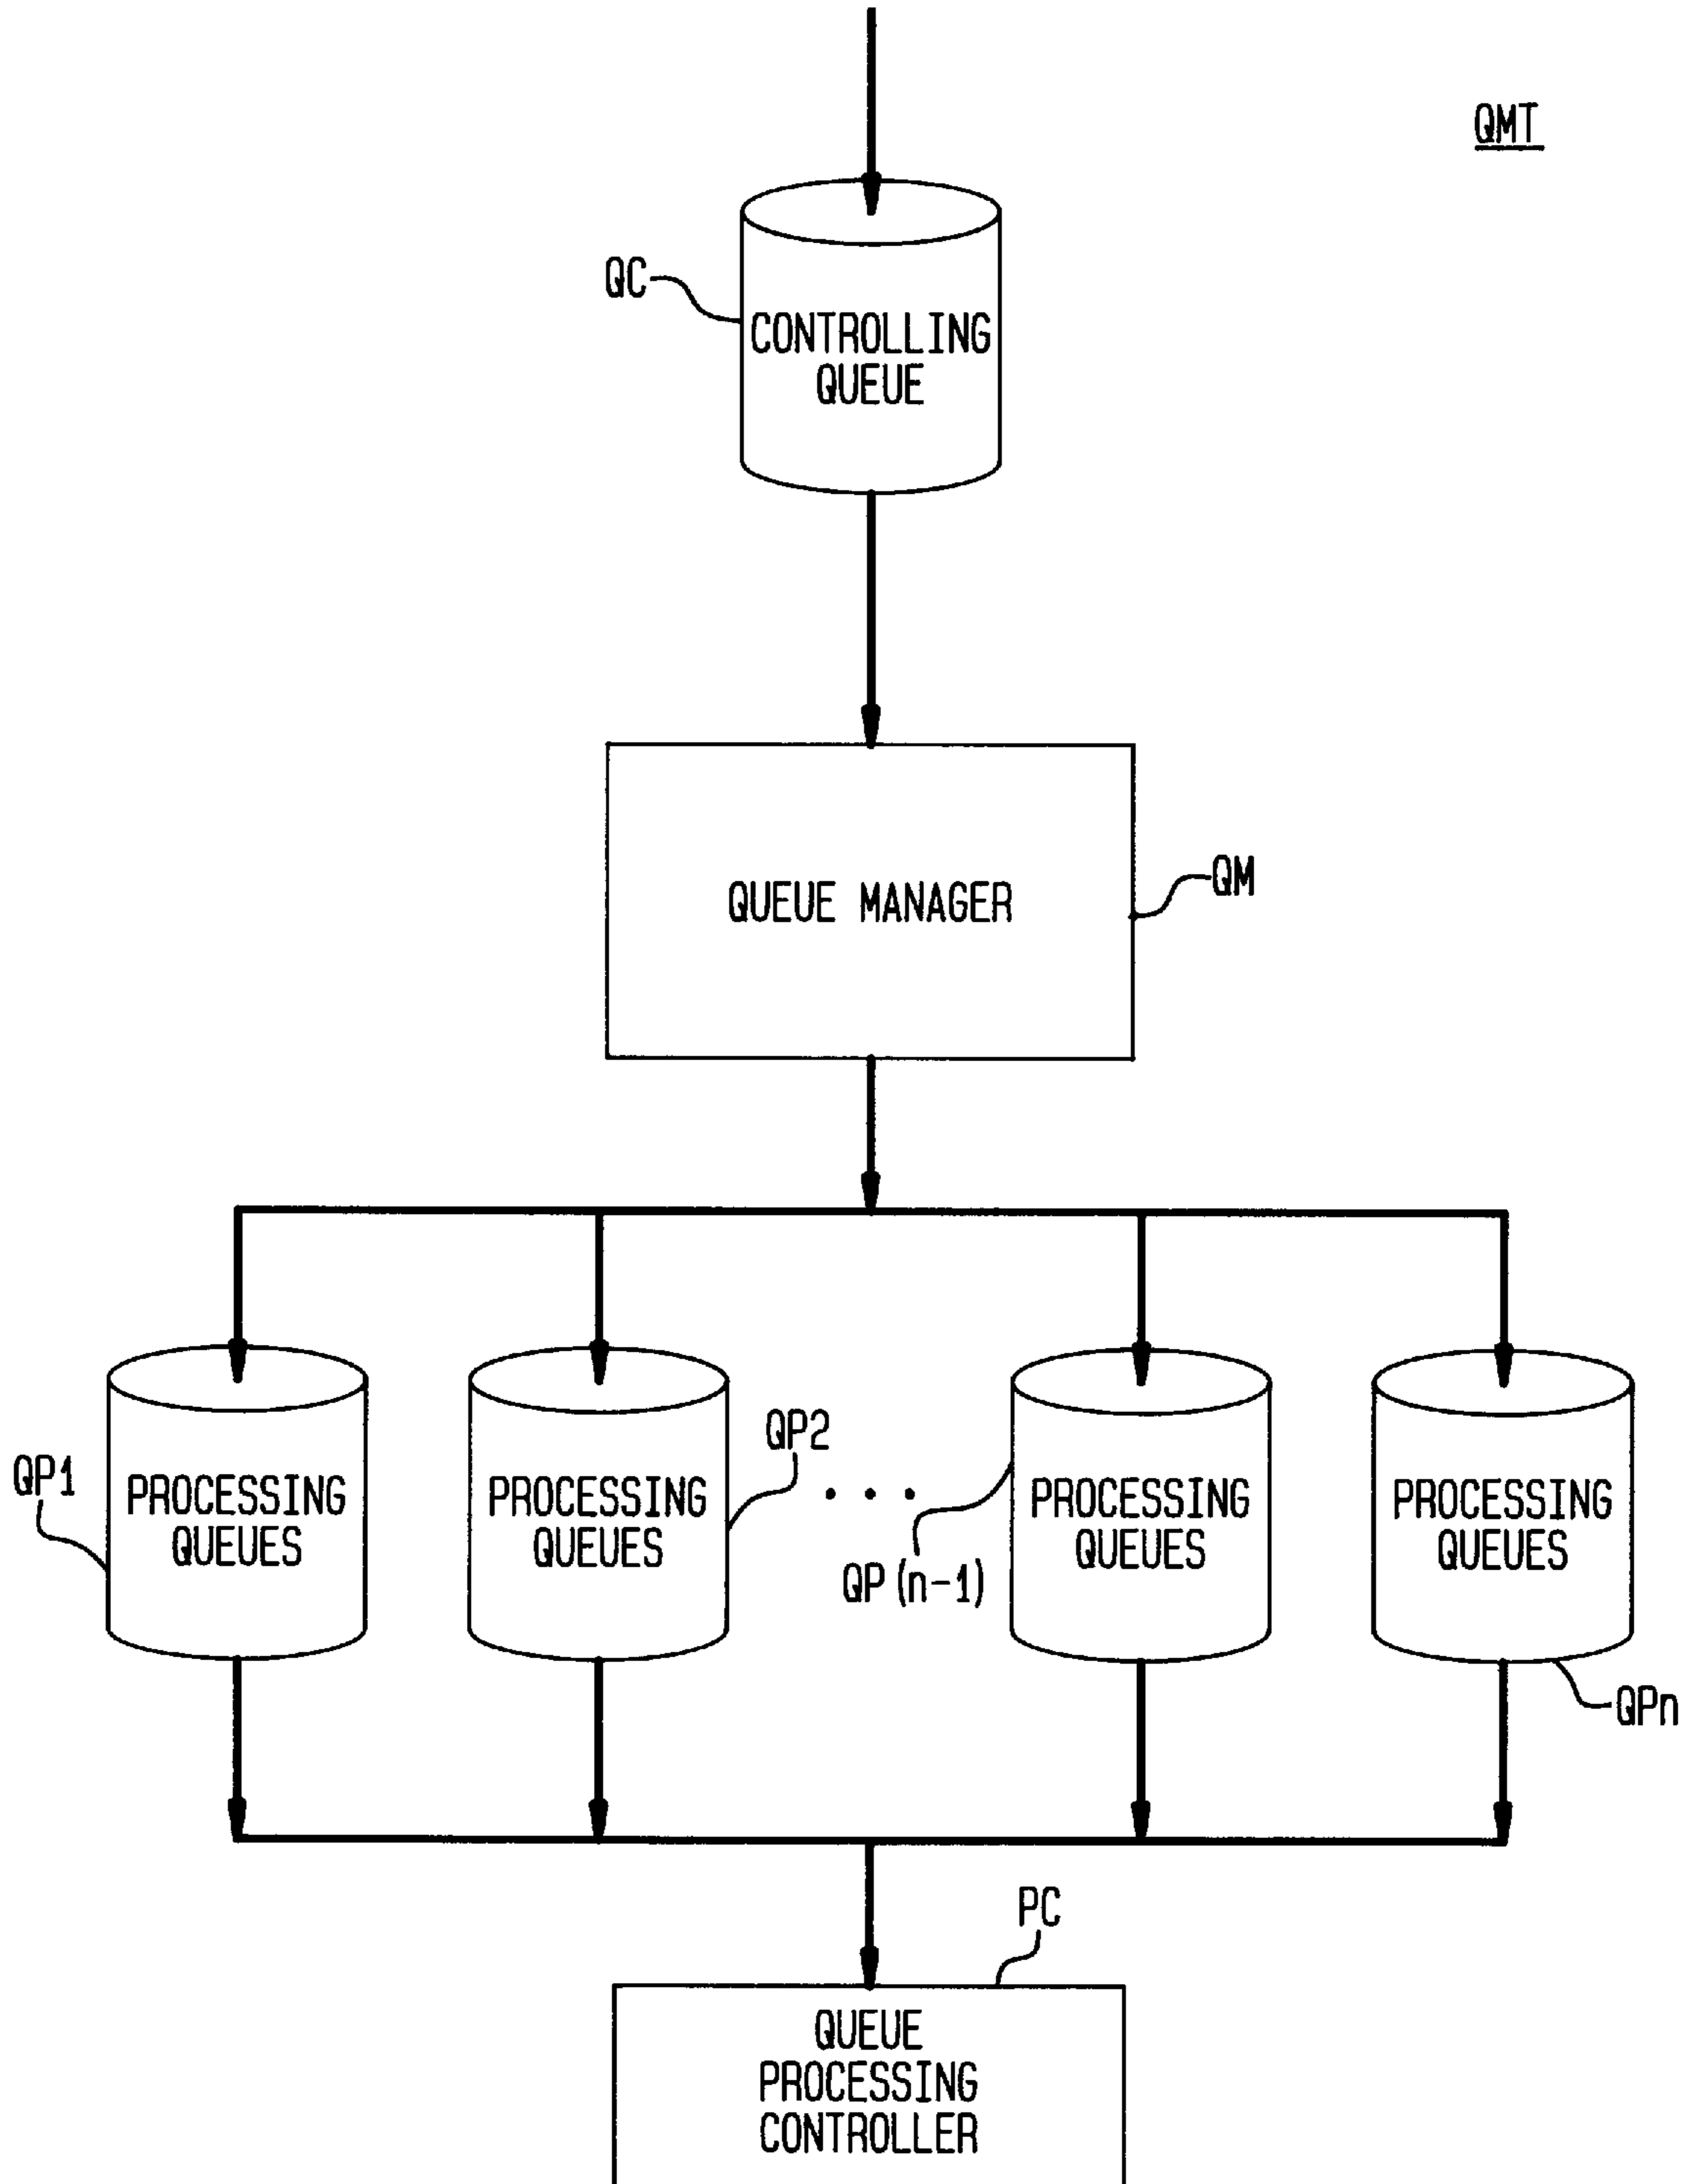 QMT
QC
CONTROLLING
QUEUE
QUEUE MANAGER
QM
QP1
PROCESSING
QUEUES
PROCESSING
QUEUES
QP2
. . .
QP (n-1)
PROCESSING
QUEUES
PROCESSING
QUEUES
QPn
PC
QUEUE
PROCESSING
CONTROLLER